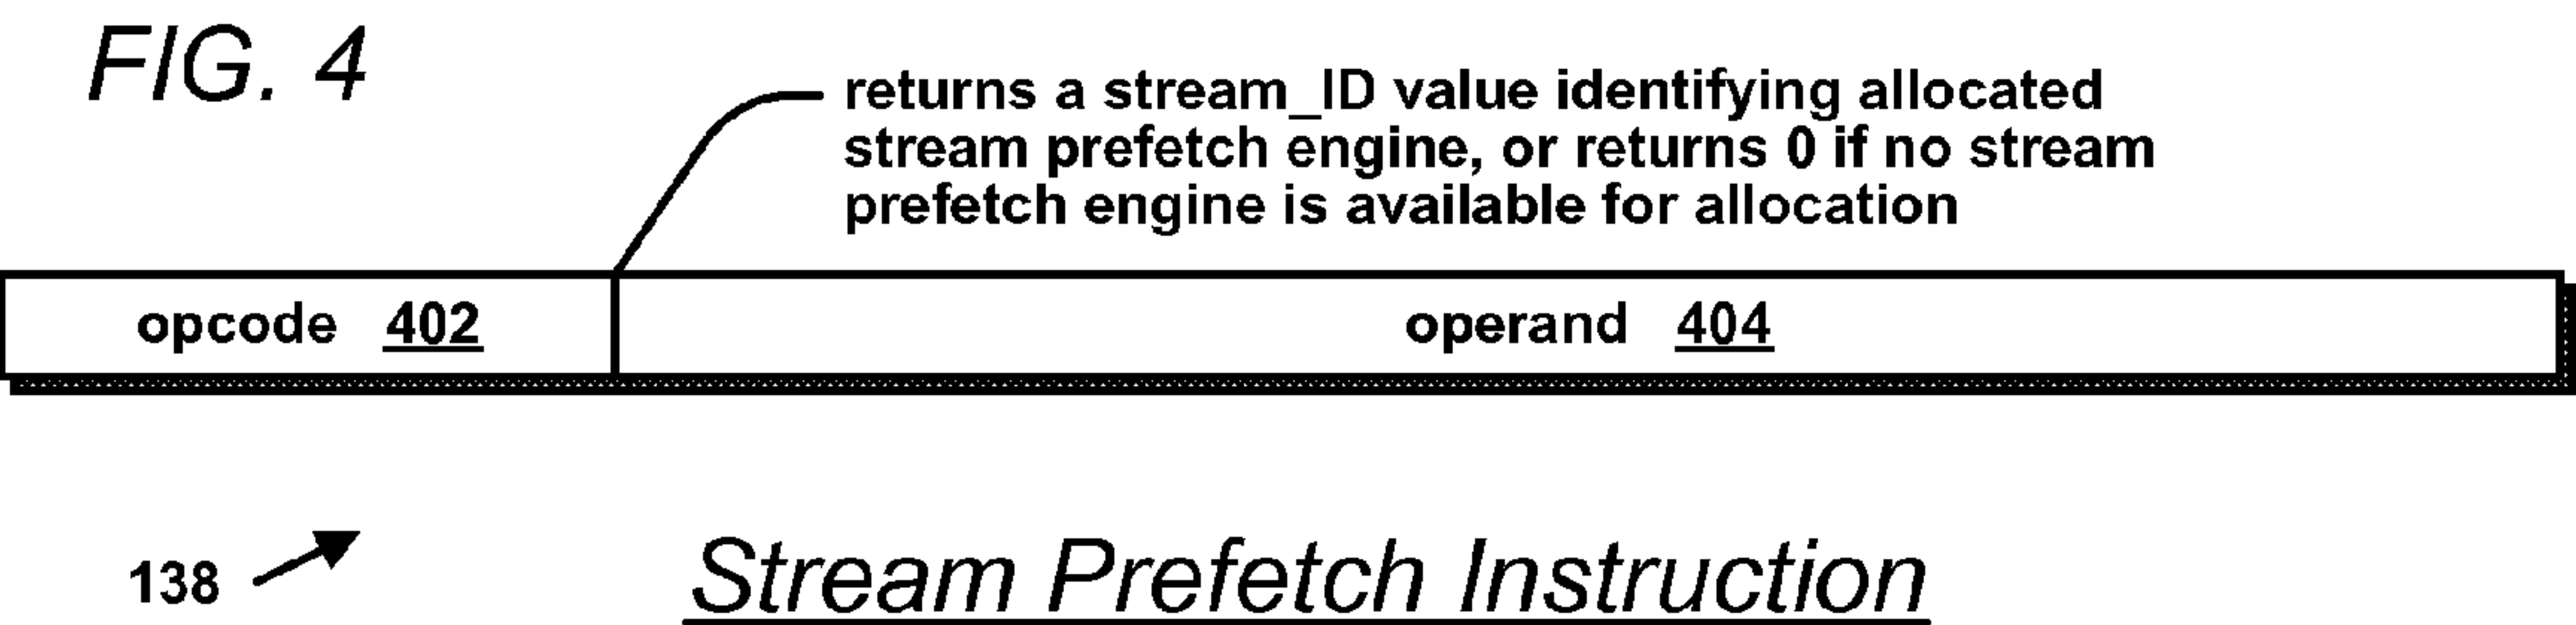 FIG. 4
returns a stream_ID value identifying allocated
stream prefetch engine, or returns 0 if no stream
prefetch engine is available for allocation
opcode 402 operand 404
138
Stream Prefetch Instruction